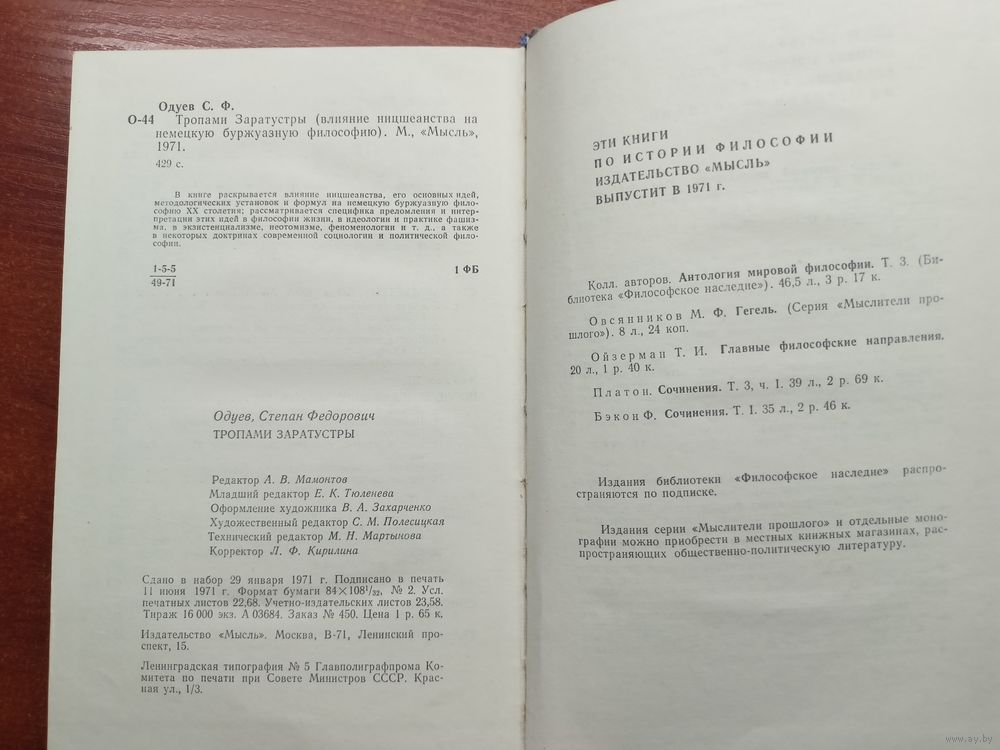 Одуев С. Ф.
О-44 Тропами Заратустры (влияние ницшеанства на
немецкую буржуазную философию). М., «Мысль»,
1971.
429 с.
В книге раскрывается влияние ницшеанства, его основных идей,
методологических установок и формул на немецкую буржуазную фило-
софию XX столетия; рассматривается специфика преломления и интер-
претации этих идей в философии жизни, в идеологии и практике фашиз-
ма, в экзистенциализме, неотомизме, феноменологии и т. д., а также
в некоторых доктринах современной социологии и политической фило-
софии.
1-5-5
49-71
1 ФБ
Одуев, Степан Федорович
ТРОПАМИ ЗАРАТУСТРЫ
Редактор А. В. Мамонтов
Младший редактор Е. К. Тюленева
Оформление художника В. А. Захарченко
Художественный редактор С. М. Полесицкая
Технический редактор М. Н. Мартынова
Корректор Л. Ф. Кирилина
Сдано в набор 29 января 1971 г. Подписано в печать
11 июня 1971 г. Формат бумаги 84×108¹/₃₂, № 2. Усл.
печатных листов 22,68. Учетно-издательских листов 23,58.
Тираж 16 000 экз. А 03684. Заказ № 450. Цена 1 р. 65 к.
Издательство «Мысль». Москва, В-71, Ленинский про-
спект, 15.
Ленинградская типография № 5 Главполиграфпрома Ко-
митета по печати при Совете Министров СССР. Крас-
ная ул., 1/3.
ЭТИ КНИГИ
ПО ИСТОРИИ ФИЛОСОФИИ
ИЗДАТЕЛЬСТВО «МЫСЛЬ»
ВЫПУСТИТ В 1971 г.
Колл. авторов. Антология мировой философии. Т. 3. (Би-
блиотека «Философское наследие»). 46,5 л., 3 р. 17 к.
Овсянников М. Ф. Гегель. (Серия «Мыслители про-
шлого»). 8 л., 24 коп.
Ойзерман Т. И. Главные философские направления.
20 л., 1 р. 40 к.
Платон. Сочинения. Т. 3, ч. I. 39 л., 2 р. 69 к.
Бэкон Ф. Сочинения. Т. I. 35 л., 2 р. 46 к.
Издания библиотеки «Философское наследие» распро-
страняются по подписке.
Издания серии «Мыслители прошлого» и отдельные моно-
графии можно приобрести в местных книжных магазинах, рас-
пространяющих общественно-политическую литературу.
www.ay.by